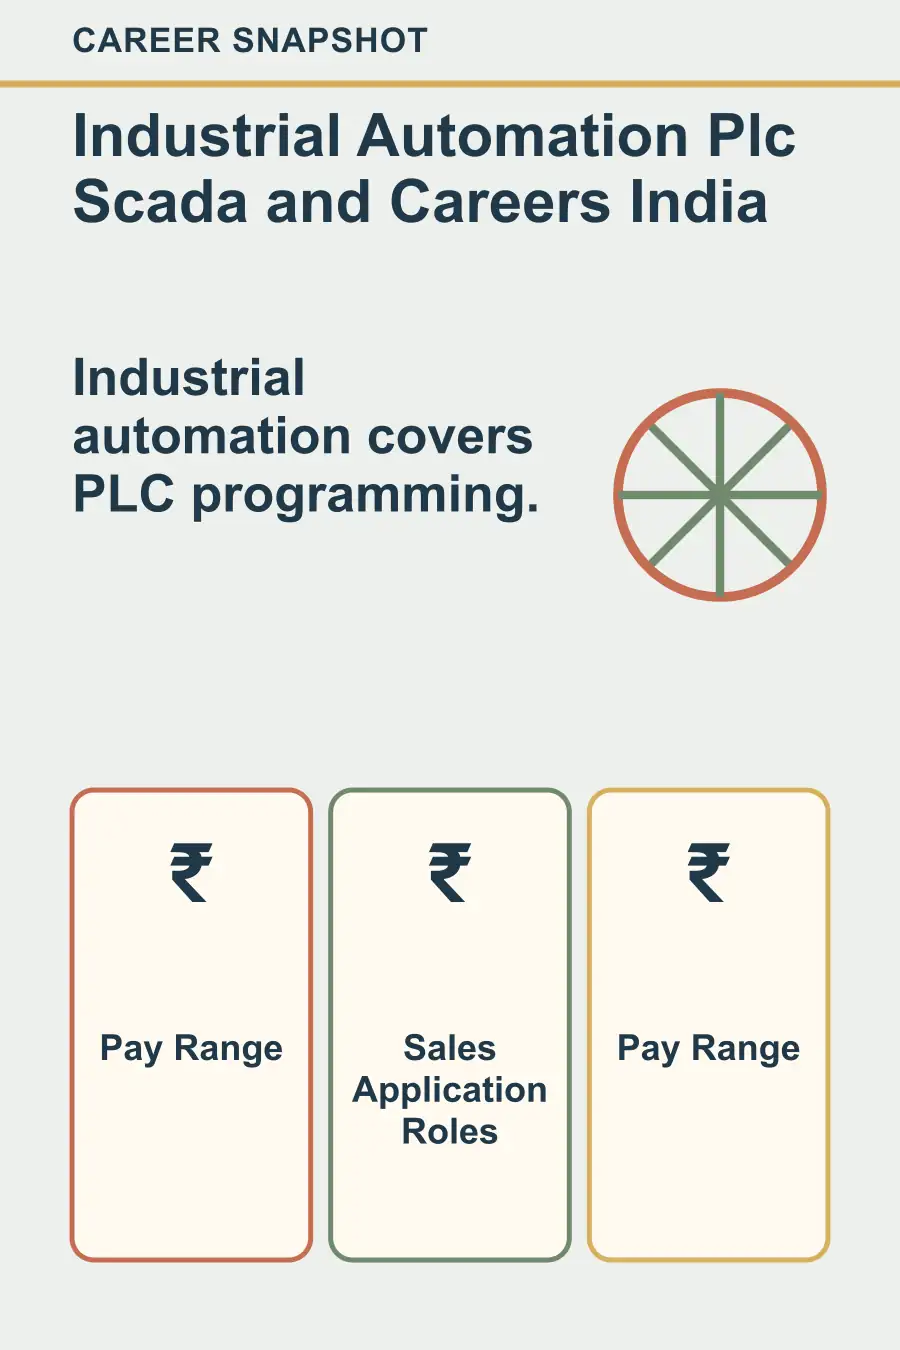 CAREER SNAPSHOT
Industrial Automation Plc
Scada and Careers India
Industrial
automation covers
PLC programming.
₹
Pay Range
₹
Sales
Application
Roles
₹
Pay Range